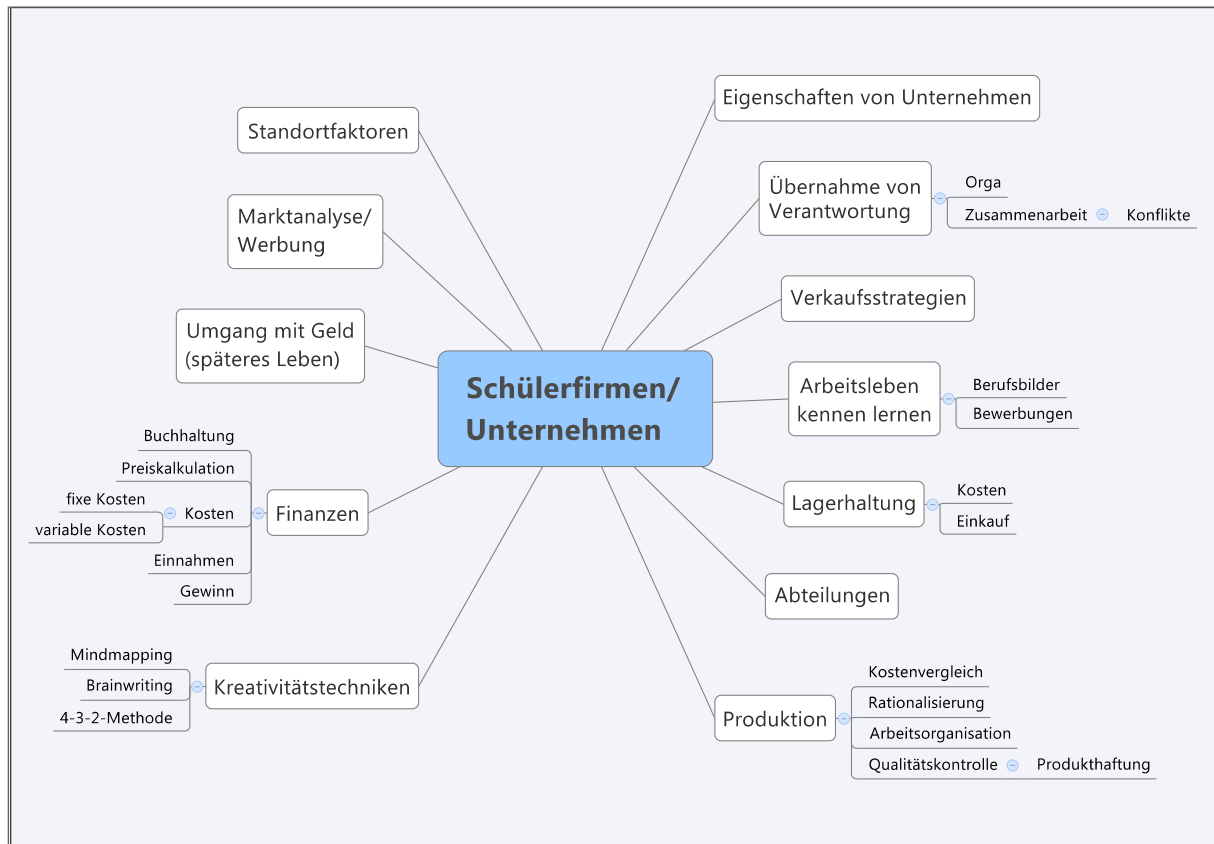 Schülerfirmen/
Unternehmen
Eigenschaften von Unternehmen
Übernahme von
Verantwortung
Orga
Zusammenarbeit
Konflikte
Verkaufsstrategien
Arbeitsleben
kennen lernen
Berufsbilder
Bewerbungen
Lagerhaltung
Kosten
Einkauf
Abteilungen
Produktion
Kostenvergleich
Rationalisierung
Arbeitsorganisation
Qualitätskontrolle
Produkthaftung
Standortfaktoren
Marktanalyse/
Werbung
Umgang mit Geld
(späteres Leben)
Finanzen
Buchhaltung
Preiskalkulation
Kosten
fixe Kosten
variable Kosten
Einnahmen
Gewinn
Kreativitätstechniken
Mindmapping
Brainwriting
4-3-2-Methode